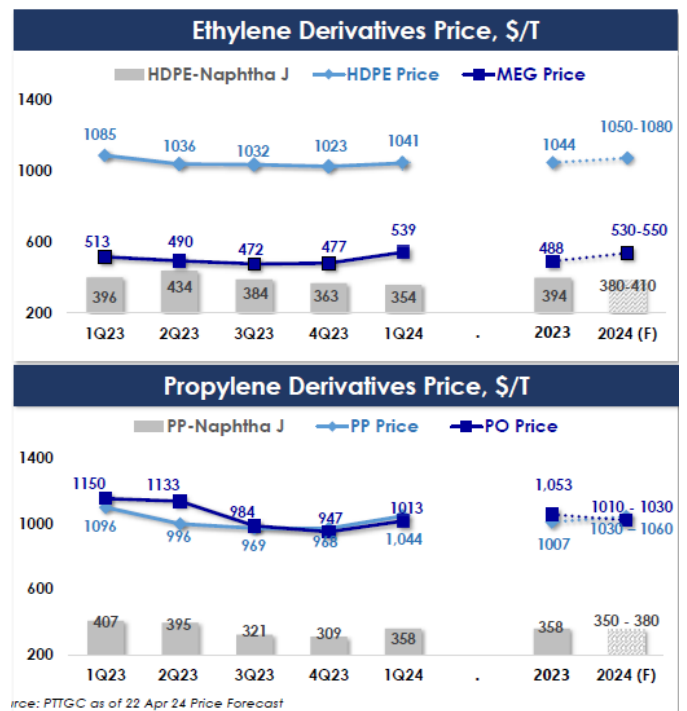 Ethylene Derivatives Price, $/T
HDPE-Naphtha J HDPE Price MEG Price
1400
1085 1036 1032 1023 1041 1044 1050-1080
1000
600
513 490 472 477 539 488 530-550
396 434 384 363 354 394 380-410
200
1Q23 2Q23 3Q23 4Q23 1Q24 . 2023 2024 (F)
Propylene Derivatives Price, $/T
PP-Naphtha J PP Price PO Price
1400
1150 1133 984 947 1013 1,053 1010 - 1030
1000
1096 996 969 968 1,044 1007 1030 – 1060
600
407 395 321 309 358 358 350 - 380
200
1Q23 2Q23 3Q23 4Q23 1Q24 . 2023 2024 (F)
rce: PTTGC as of 22 Apr 24 Price Forecast